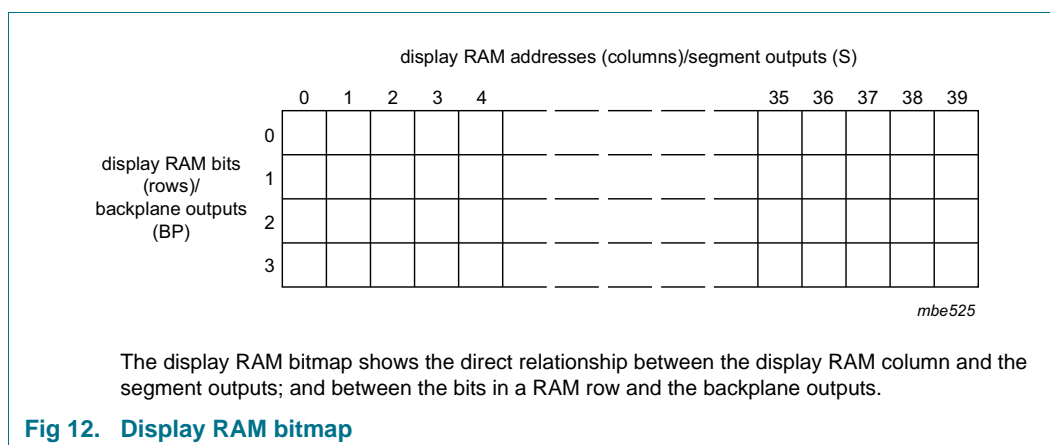 display RAM addresses (columns)/segment outputs (S)
0 1 2 3 4 35 36 37 38 39
0
display RAM bits
1
(rows)/
backplane outputs
2
(BP)
3
mbe525
The display RAM bitmap shows the direct relationship between the display RAM column and the
segment outputs; and between the bits in a RAM row and the backplane outputs.
Fig 12. Display RAM bitmap